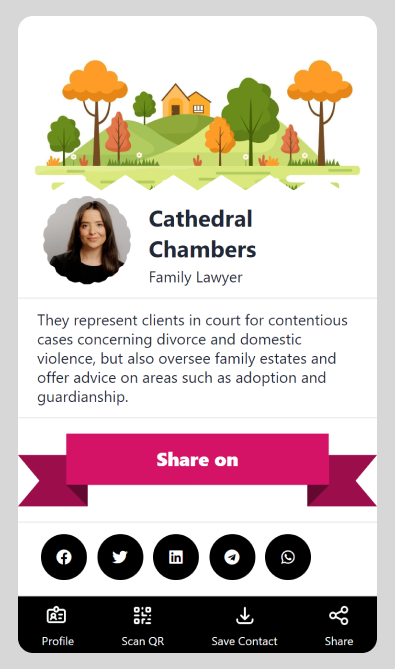 Cathedral
Chambers
Family Lawyer
They represent clients in court for contentious
cases concerning divorce and domestic
violence, but also oversee family estates and
offer advice on areas such as adoption and
guardianship.
Share on
Profile
Scan QR
Save Contact
Share